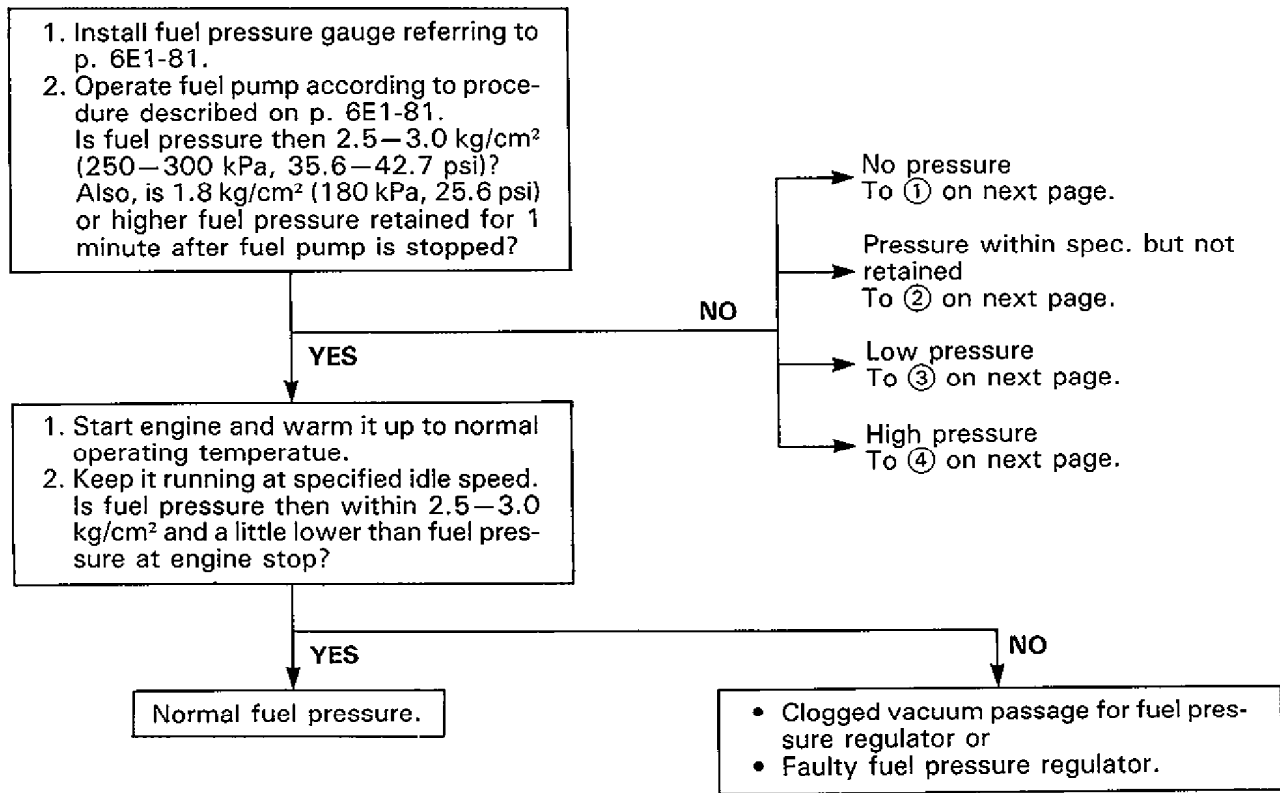 1. Install fuel pressure gauge referring to
p. 6E1-81.
2. Operate fuel pump according to proce-
dure described on p. 6E1-81.
Is fuel pressure then 2.5—3.0 kg/cm²
(250—300 kPa, 35.6—42.7 psi)?
Also, is 1.8 kg/cm² (180 kPa, 25.6 psi)
or higher fuel pressure retained for 1
minute after fuel pump is stopped?
NO
No pressure
To ① on next page.
Pressure within spec. but not
retained
To ② on next page.
Low pressure
To ③ on next page.
High pressure
To ④ on next page.
YES
1. Start engine and warm it up to normal
operating temperatue.
2. Keep it running at specified idle speed.
Is fuel pressure then within 2.5—3.0
kg/cm² and a little lower than fuel pres-
sure at engine stop?
YES
NO
Normal fuel pressure.
• Clogged vacuum passage for fuel pres-
sure regulator or
• Faulty fuel pressure regulator.